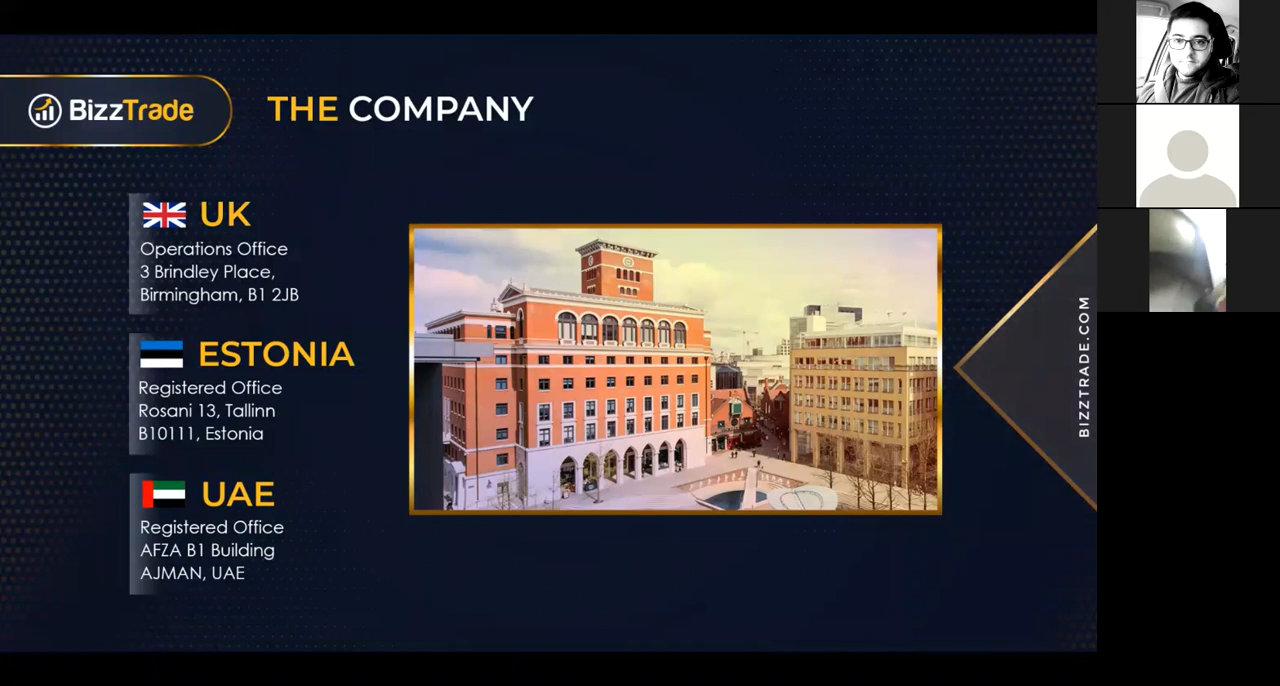 BizzTrade
THE COMPANY
UK
Operations Office
3 Brindley Place,
Birmingham, B1 2JB
ESTONIA
Registered Office
Rosani 13, Tallinn
B10111, Estonia
UAE
Registered Office
AFZA B1 Building
AJMAN, UAE
BIZZTRADE.COM